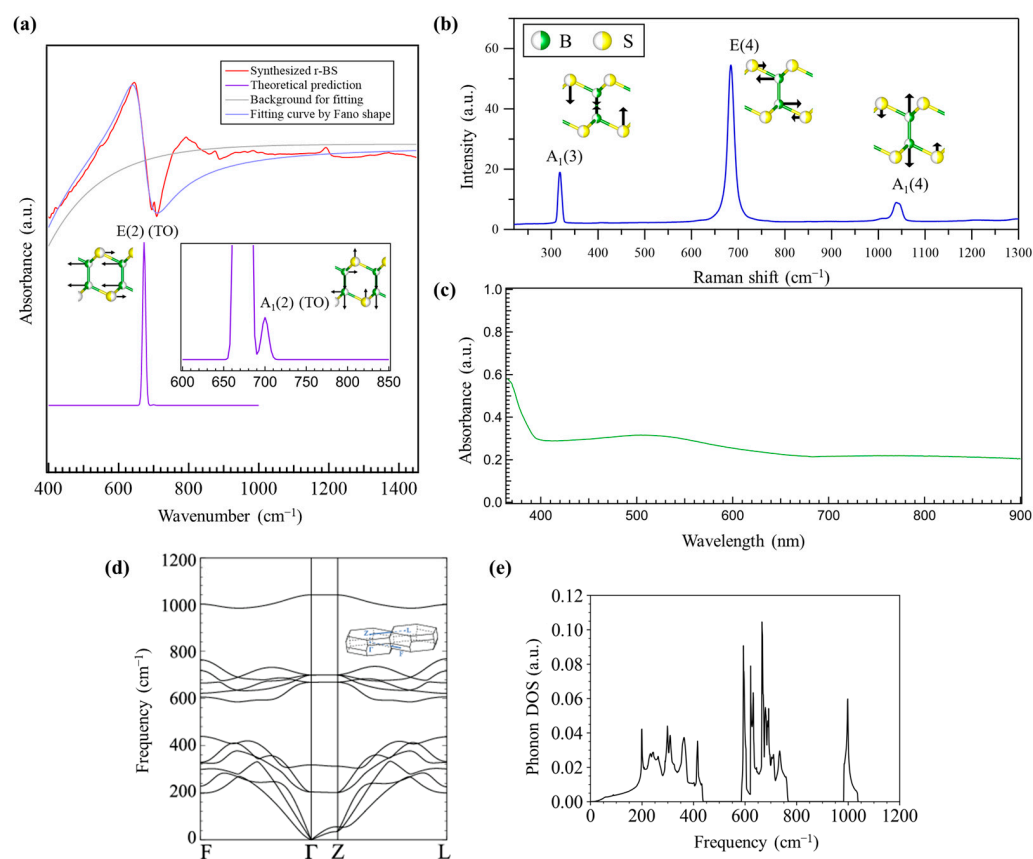 (a)
Synthesized r-BS
Theoretical prediction
Background for fitting
Fitting curve by Fano shape
E(2) (TO)
A₁(2) (TO)
600 650 700 750 800 850
Absorbance (a.u.)
400 600 800 1000 1200 1400
Wavenumber (cm⁻¹)
(b)
B S
E(4)
A₁(3)
A₁(4)
60
40
20
0
Intensity (a.u.)
300 400 500 600 700 800 900 1000 1100 1200 1300
Raman shift (cm⁻¹)
(c)
1.0
0.8
0.6
0.4
0.2
0.0
Absorbance (a.u.)
400 500 600 700 800 900
Wavelength (nm)
(d)
1200
1000
800
600
400
200
0
Frequency (cm⁻¹)
Z L
Γ
F
F Γ Z L
(e)
0.12
0.10
0.08
0.06
0.04
0.02
0.00
Phonon DOS (a.u.)
0 200 400 600 800 1000 1200
Frequency (cm⁻¹)